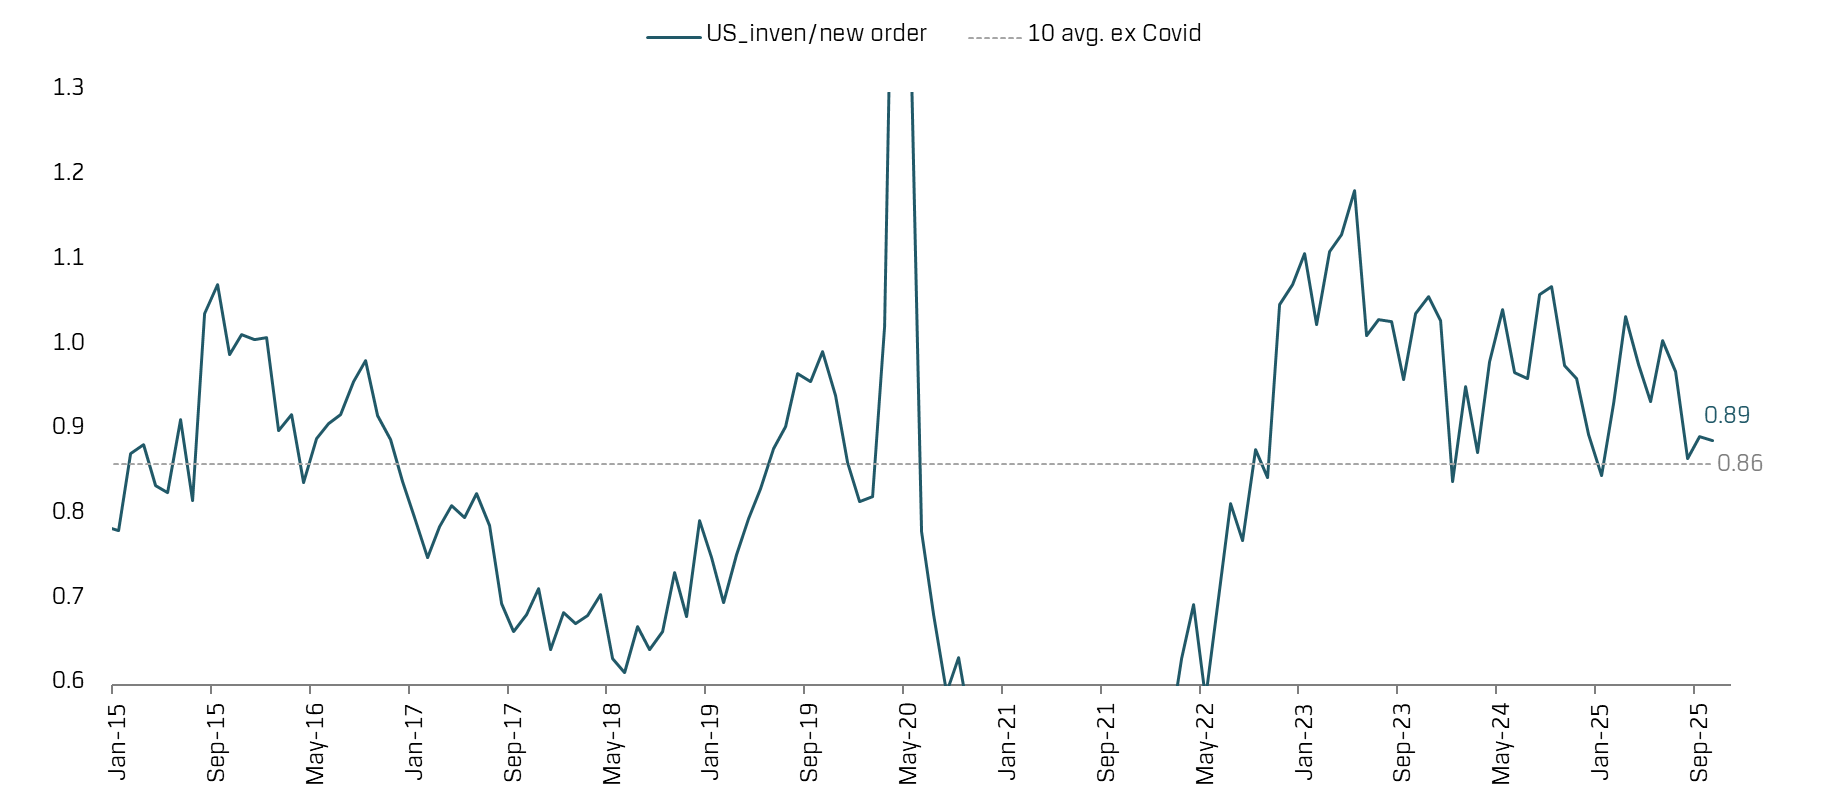 US_inven/new order
10 avg. ex Covid
1.3
1.2
1.1
1.0
0.9
0.8
0.7
0.6
0.89
0.86
Jan-15
Sep-15
May-16
Jan-17
Sep-17
May-18
Jan-19
Sep-19
May-20
Jan-21
Sep-21
May-22
Jan-23
Sep-23
May-24
Jan-25
Sep-25